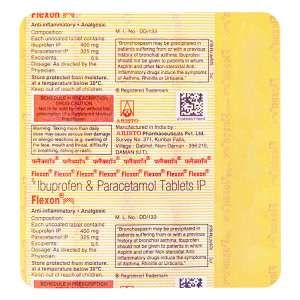 Flexon®
Anti-inflammatory + Analgesic
Composition:
Each uncoated tablet contains:
Ibuprofen IP 400 mg
Paracetamol IP 325 mg
Excipients q.s
Dosage: As directed by the
Physician.
Store protected from moisture,
at a temperature below 30°C.
Keep out of reach of children.
M. L. No. DD/133
"Bronchospasm may be precipitated
in patients suffering from or with a previous
history of bronchial asthma. Ibuprofen
should not be given to patients in whom
Aspirin and other Non-steroidal Anti
inflammatory drugs induce the symptoms of
Asthma, Rhinitis or Urticaria."
® Registered Trademark
SCHEDULE H PRESCRIPTION
DRUG-CAUTION
Not to be sold by retail without the
prescription of a Registered Medical
Practitioner.
Warning: Taking more than daily
dose may cause serious liver damage
or allergic reactions (e.g. swelling of
the face, mouth and throat, difficulty
in breathing, itching or rash).
ARISTO
Manufactured in India by:
ARISTO Pharmaceuticals Pvt. Ltd.
Village : Dabhel, Nani Daman - 396 210,
DAMAN (U.T.)
फ्लेक्सॉन® फ्लेक्सॉन® फ्लेक्सॉन® फ्लेक्सॉन® फ्लेक्सॉन®
Flexon® Flexon® Flexon® Flexon® Flexon® Flexon®
Ibuprofen & Paracetamol Tablets IP
Flexon®
Anti-inflammatory + Analgesic
Composition:
Each uncoated tablet contains:
Ibuprofen IP 400 mg
Paracetamol IP 325 mg
Excipients q.s
Dosage: As directed by the
Physician.
Store protected from moisture,
at a temperature below 30°C.
Keep out of reach of children.
M. L. No. DD/133
"Bronchospasm may be precipitated
in patients suffering from or with a previous
history of bronchial asthma. Ibuprofen
should not be given to patients in whom
Aspirin and other Non-steroidal Anti
inflammatory drugs induce the symptoms of
Asthma, Rhinitis or Urticaria."
® Registered Trademark
SCHEDULE H PRESCRIPTION